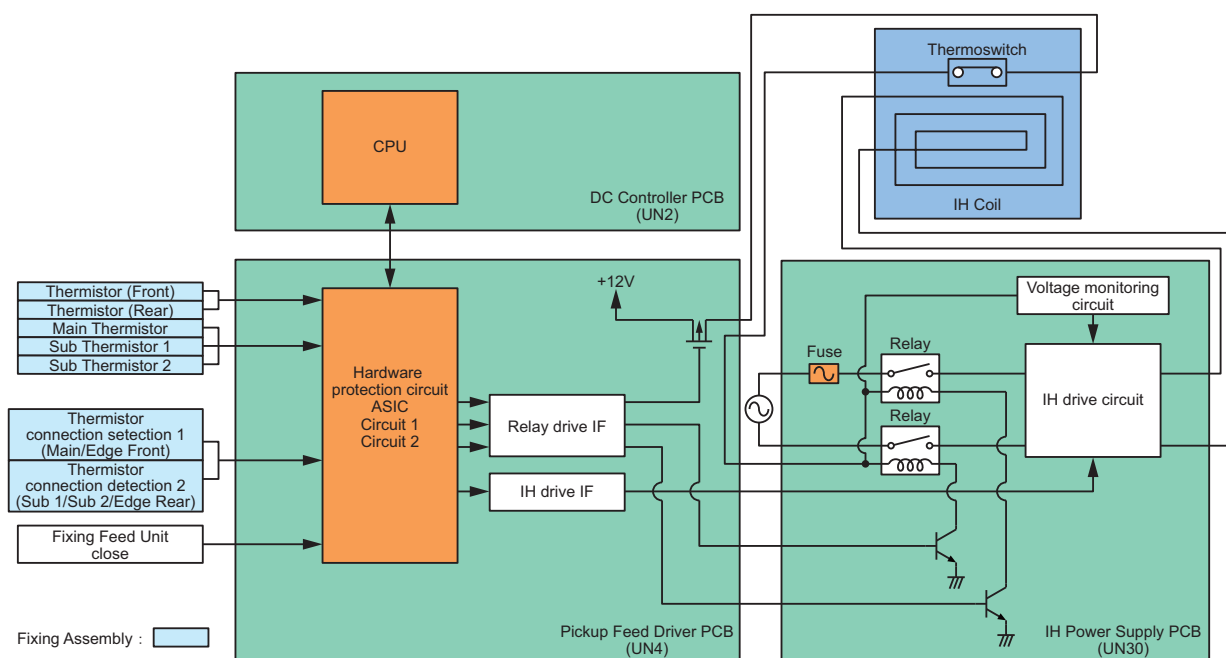 Thermoswitch
IH Coil
CPU
DC Controller PCB
(UN2)
Thermistor (Front)
Thermistor (Rear)
Main Thermistor
Sub Thermistor 1
Sub Thermistor 2
Thermistor
connection setection 1
(Main/Edge Front)
Thermistor
connection detection 2
(Sub 1/Sub 2/Edge Rear)
Fixing Feed Unit
close
Fixing Assembly :
Hardware
protection circuit
ASIC
Circuit 1
Circuit 2
+12V
Relay drive IF
IH drive IF
Pickup Feed Driver PCB
(UN4)
Voltage monitoring
circuit
Fuse
Relay
Relay
IH drive circuit
IH Power Supply PCB
(UN30)